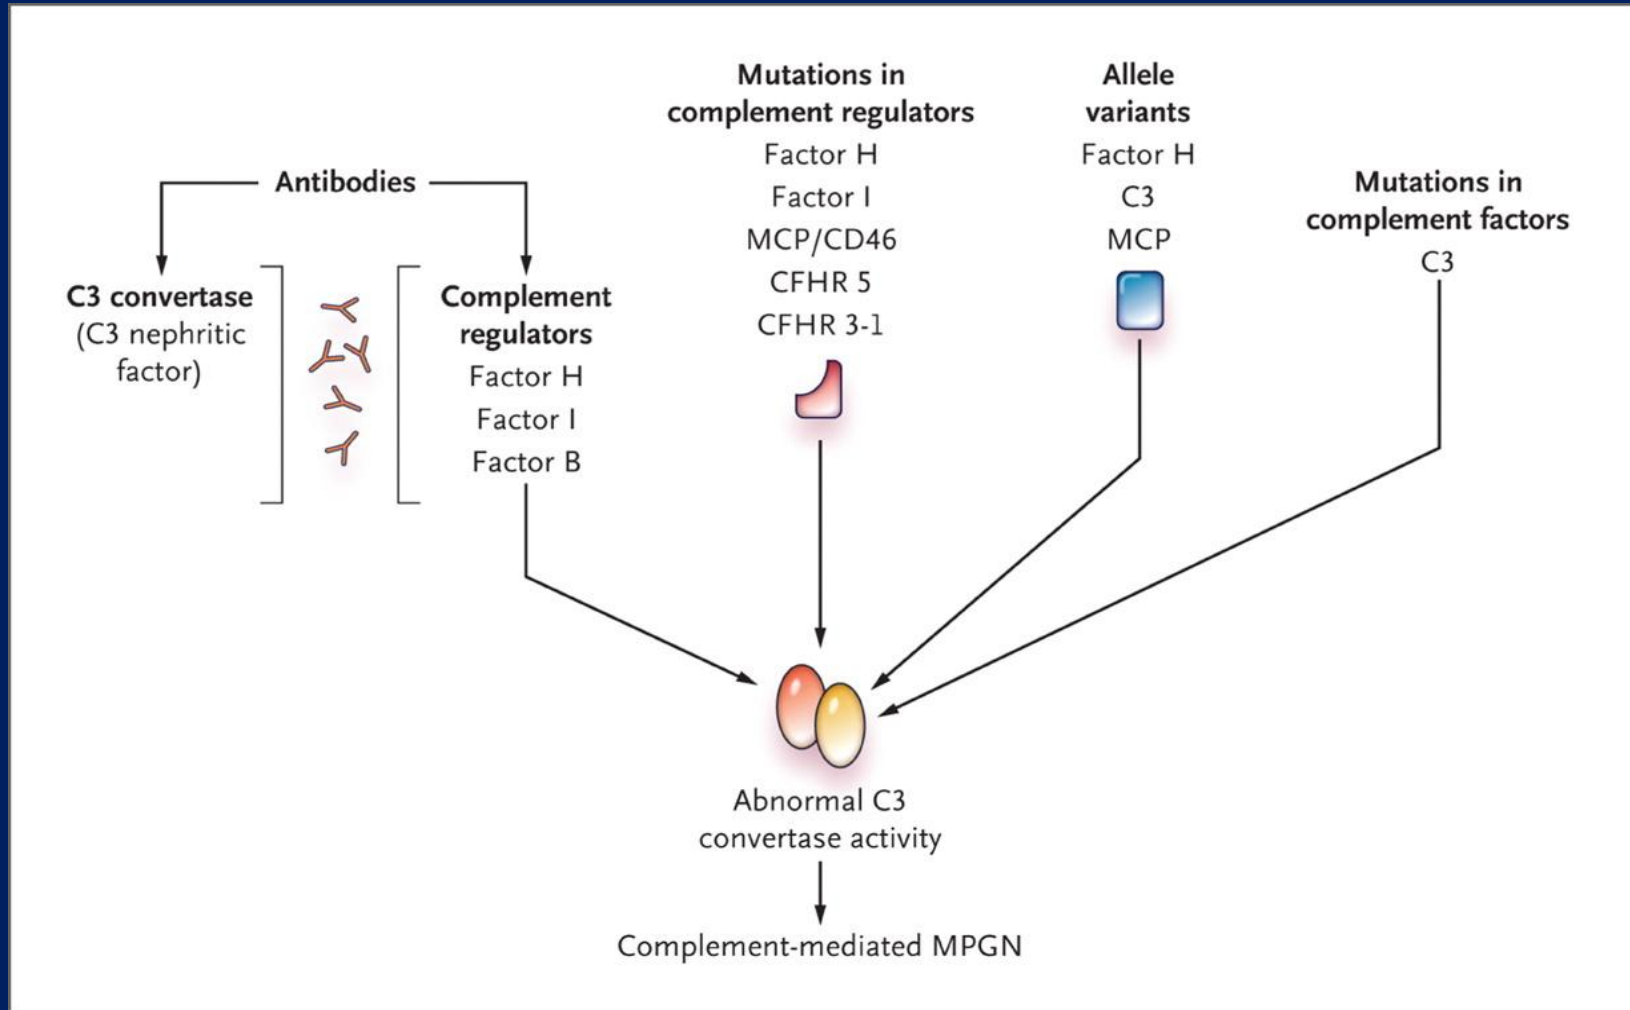 Antibodies
C3 convertase
(C3 nephritic
factor)
Complement
regulators
Factor H
Factor I
Factor B
Mutations in
complement regulators
Factor H
Factor I
MCP/CD46
CFHR 5
CFHR 3-1
Allele
variants
Factor H
C3
MCP
Mutations in
complement factors
C3
Abnormal C3
convertase activity
Complement-mediated MPGN